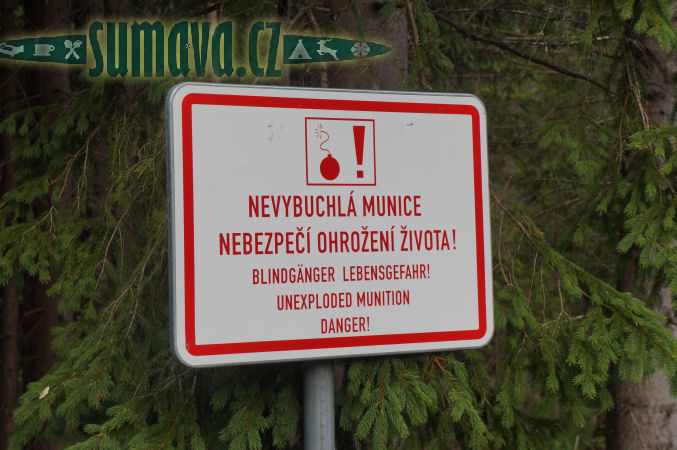 sumava.cz
NEVYBUCHLÁ MUNICE
NEBEZPEČÍ OHROŽENÍ ŽIVOTA!
BLINDGÄNGER LEBENSGEFAHR!
UNEXPLODED MUNITION
DANGER!